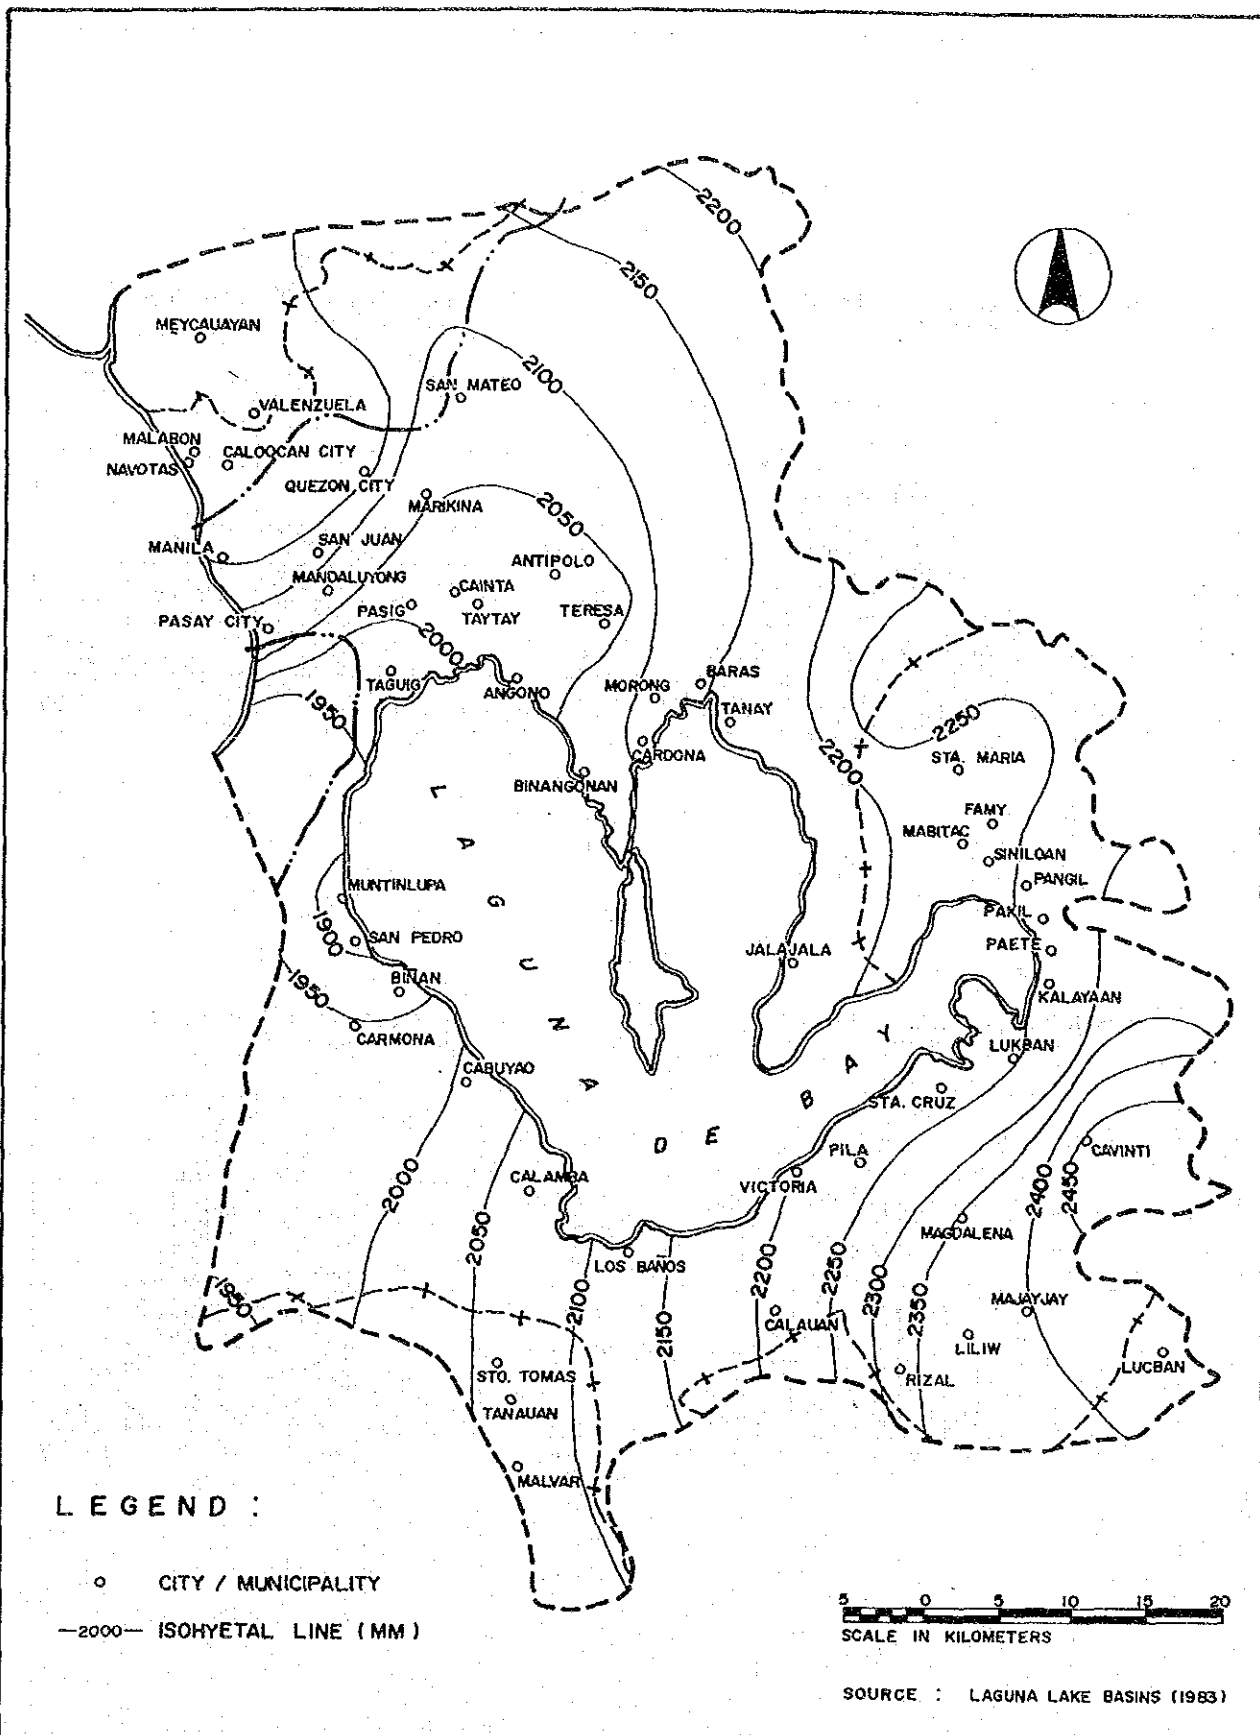 2200
2150
MEYCAUAYAN
2100
SAN MATEO
VALENZUELA
MALABON
CALOOCAN CITY
NAVOTAS
QUEZON CITY
MARIKINA
2050
SAN JUAN
MANILA
ANTIPOLO
MANDALUYONG
CAINTA
PASIG
TAYTAY
TERESA
PASAY CITY
2000
TAGUIG
ANGONO
MORONG
BARAS
1950
TANAY
2250
CARDONA
2200
STA. MARIA
BINANGONAN
FAMY
MABITAC
SINILOAN
PANGIL
MUNTINLUPA
PAKIL
1900
SAN PEDRO
PAETE
JALAJALA
BIÑAN
1950
KALAYAAN
CARMONA
LUKBAN
CABUYAO
STA. CRUZ
LAGUNA DE BAY
PILA
CAVINTI
CALAMBA
VICTORIA
2000
2400
2450
2050
MAGDALENA
LOS BAÑOS
2200
2250
2300
1950
2100
MAJAYJAY
2350
CALAUAN
2150
LILIW
LUCBAN
STO. TOMAS
RIZAL
TANAUAN
MALVAR
LEGEND :
CITY / MUNICIPALITY
—2000— ISOHYETAL LINE (MM)
5 0 5 10 15 20
SCALE IN KILOMETERS
SOURCE : LAGUNA LAKE BASINS (1983)